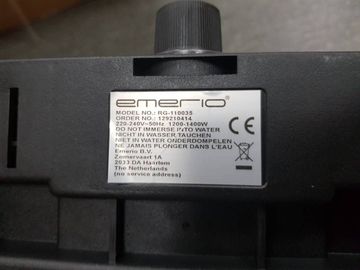 emerio
MODEL NO.: RG-110035
ORDER NO.: 129210414
220-240V~50Hz, 1200-1400W
DO NOT IMMERSE INTO WATER
NICHT IN WASSER TAUCHEN
NIET IN WATER ONDERDOMPELEN
NE JAMAIS PLONGER DANS L'EAU
Emerio B.V.
Zomervaart 1A
2033 DA Haarlem
The Netherlands
(no service address)
CE